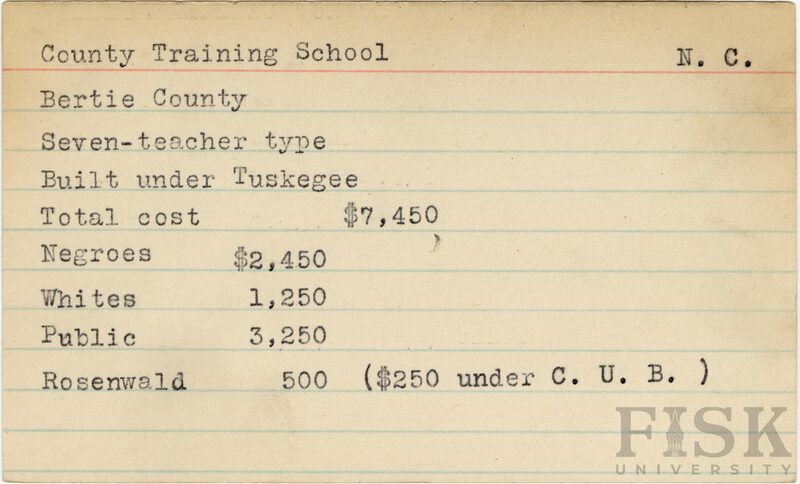 County Training School N. C.
Bertie County
Seven-teacher type
Built under Tuskegee
Total cost $7,450
Negroes $2,450
Whites 1,250
Public 3,250
Rosenwald 500 ($250 under C. U. B. )
FISK
UNIVERSITY